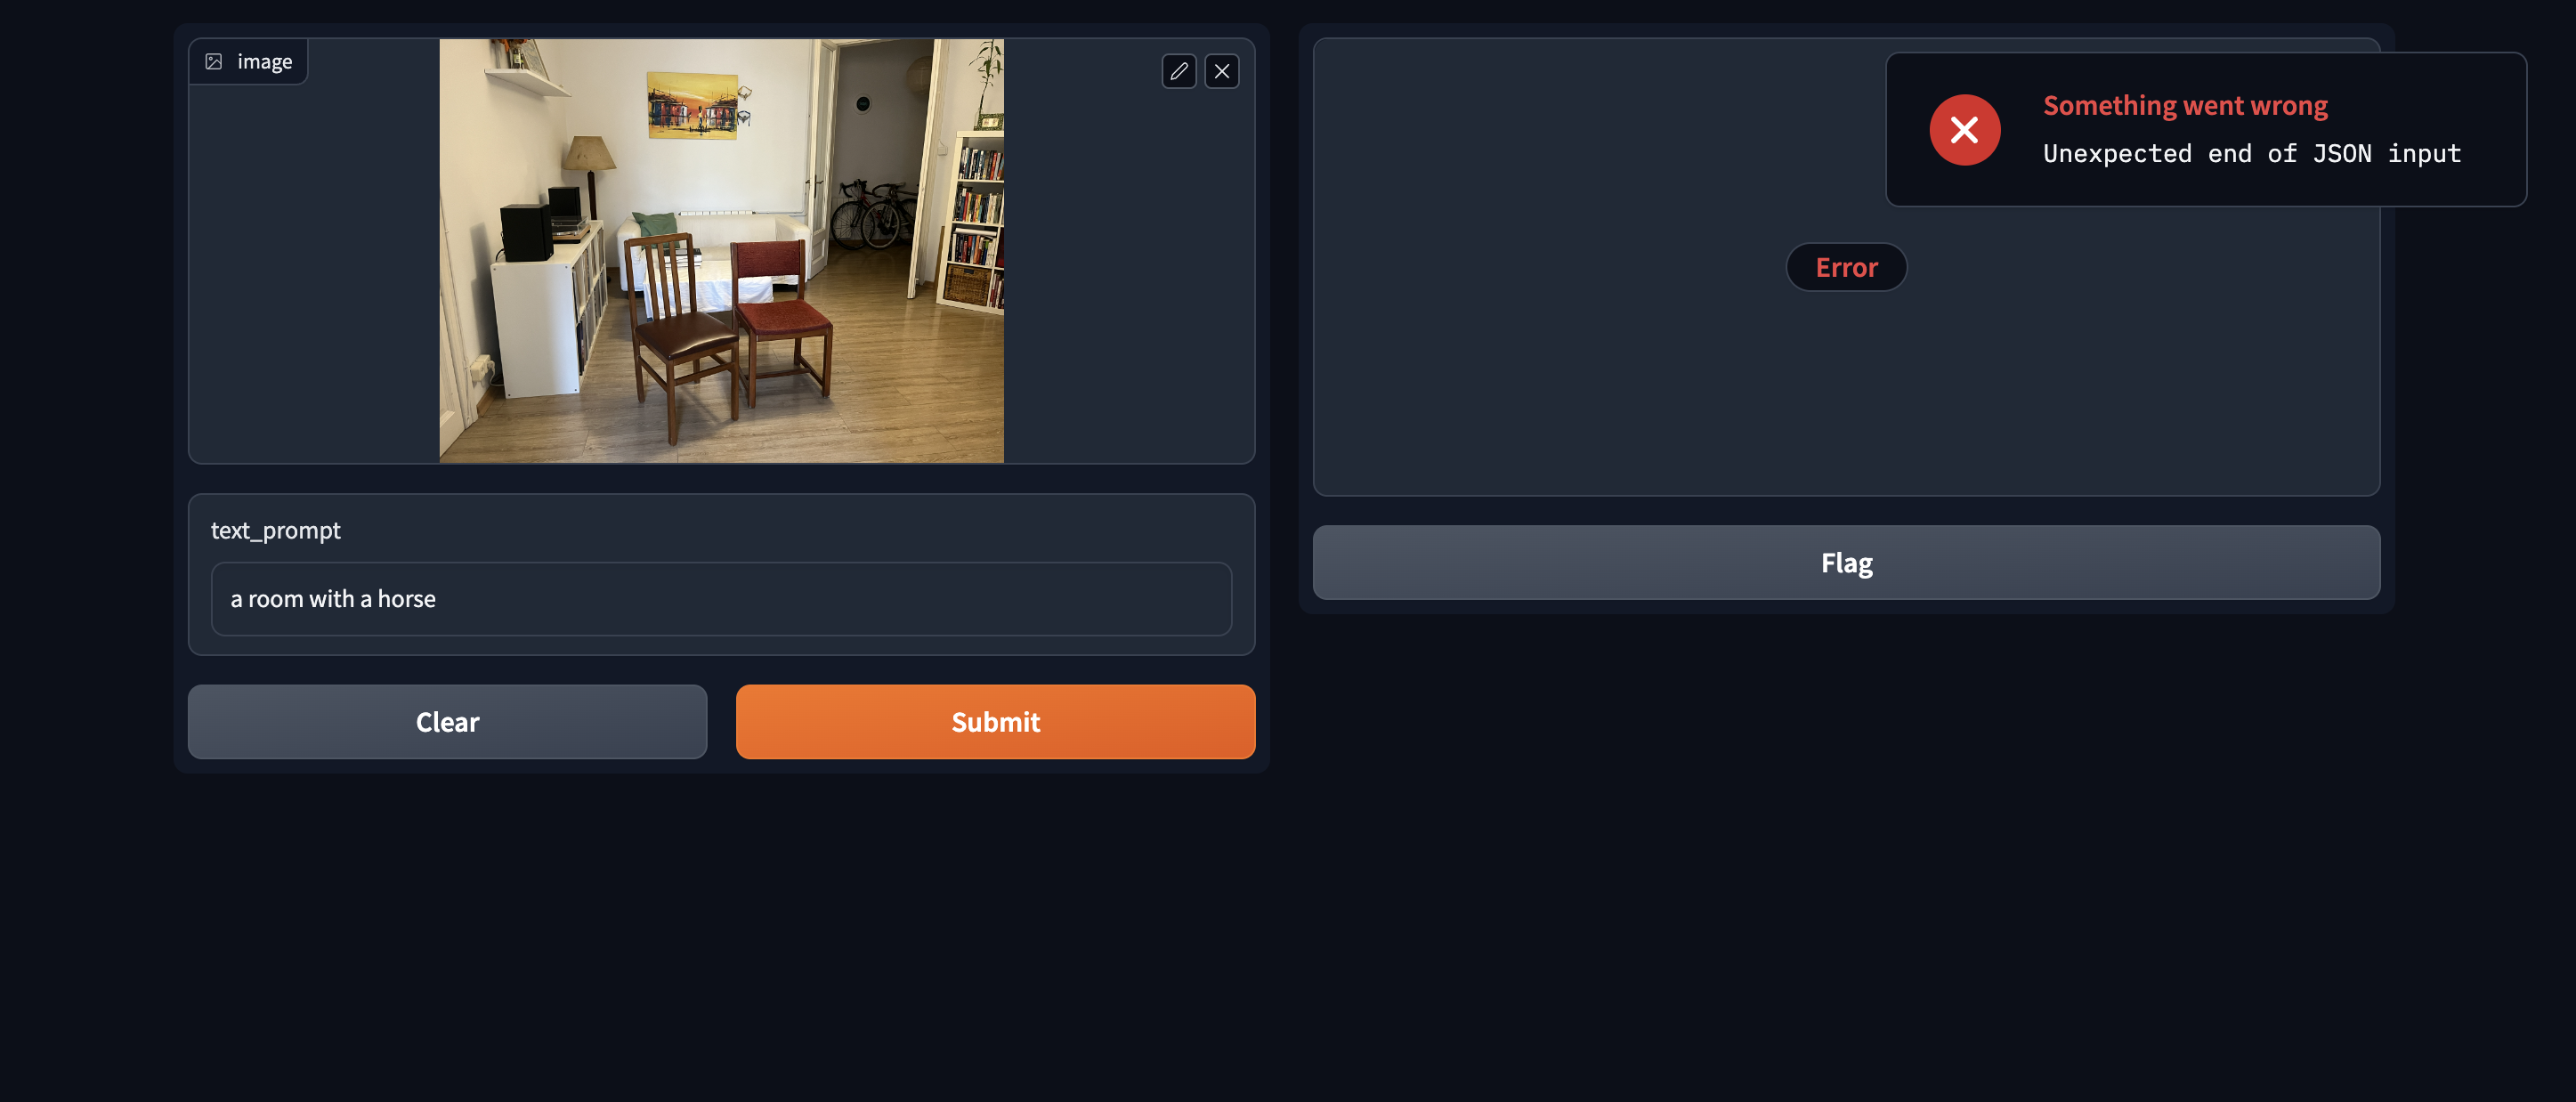 image
text_prompt
a room with a horse
Clear
Submit
Something went wrong
Unexpected end of JSON input
Error
Flag